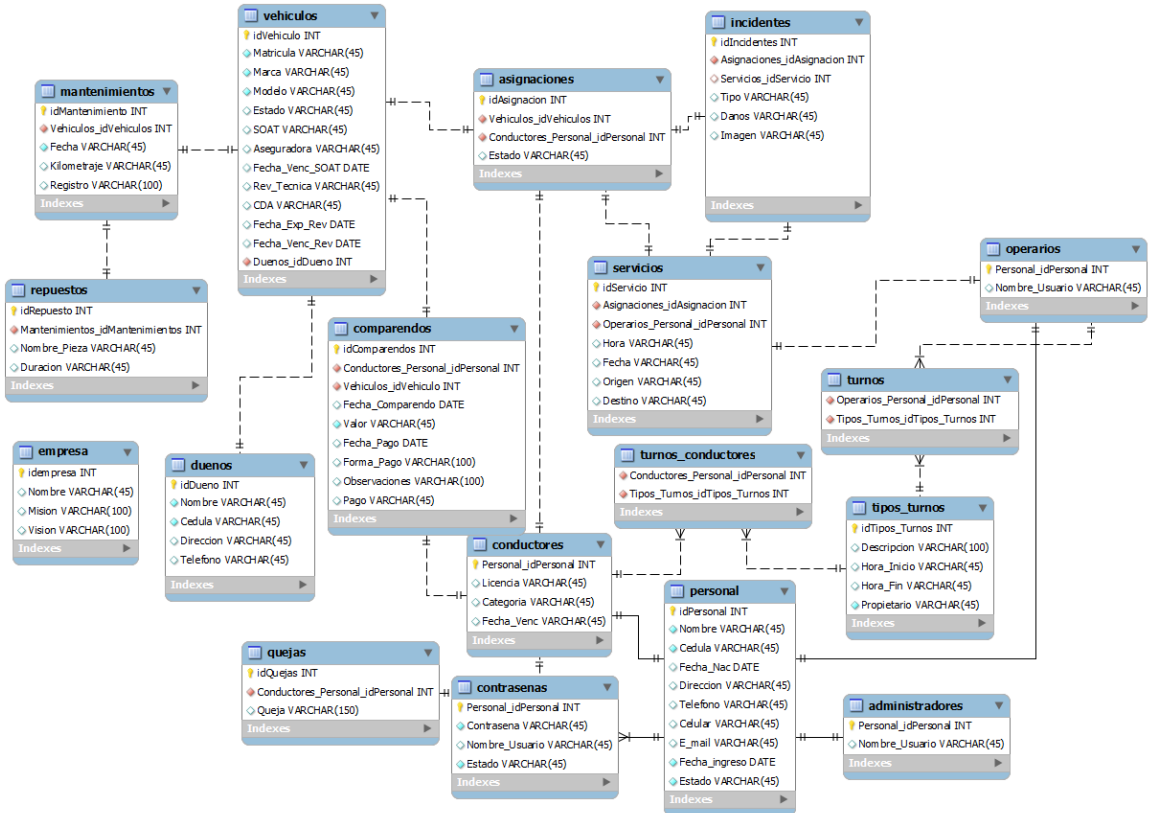 vehiculos
idVehiculo INT
Matricula VARCHAR(45)
Marca VARCHAR(45)
Modelo VARCHAR(45)
Estado VARCHAR(45)
SOAT VARCHAR(45)
Aseguradora VARCHAR(45)
Fecha_Venc_SOAT DATE
Rev_Tecnica VARCHAR(45)
CDA VARCHAR(45)
Fecha_Exp_Rev DATE
Fecha_Venc_Rev DATE
Duenos_idDueno INT
Indexes
incidentes
idIncidentes INT
Asignaciones_idAsignacion INT
Servicios_idServicio INT
Tipo VARCHAR(45)
Danos VARCHAR(45)
Imagen VARCHAR(45)
Indexes
asignaciones
idAsignacion INT
Vehiculos_idVehiculos INT
Conductores_Personal_idPersonal INT
Estado VARCHAR(45)
Indexes
mantenimientos
idMantenimiento INT
Vehiculos_idVehiculos INT
Fecha VARCHAR(45)
Kilometraje VARCHAR(45)
Registro VARCHAR(100)
Indexes
operarios
Personal_idPersonal INT
Nombre_Usuario VARCHAR(45)
Indexes
servicios
idServicio INT
Asignaciones_idAsignacion INT
Operarios_Personal_idPersonal INT
Hora VARCHAR(45)
Fecha VARCHAR(45)
Origen VARCHAR(45)
Destino VARCHAR(45)
Indexes
repuestos
idRepuesto INT
Mantenimientos_idMantenimientos INT
Nombre_Pieza VARCHAR(45)
Duracion VARCHAR(45)
Indexes
comparendos
idComparendos INT
Conductores_Personal_idPersonal INT
Vehiculos_idVehiculo INT
Fecha_Comparendo DATE
Valor VARCHAR(45)
Fecha_Pago DATE
Forma_Pago VARCHAR(100)
Observaciones VARCHAR(100)
Pago VARCHAR(45)
Indexes
turnos
Operarios_Personal_idPersonal INT
Tipos_Turnos_idTipos_Turnos INT
Indexes
empresa
idempresa INT
Nombre VARCHAR(45)
Mision VARCHAR(100)
Vision VARCHAR(100)
Indexes
duenos
idDueno INT
Nombre VARCHAR(45)
Cedula VARCHAR(45)
Direccion VARCHAR(45)
Telefono VARCHAR(45)
Indexes
turnos_conductores
Conductores_Personal_idPersonal INT
Tipos_Turnos_idTipos_Turnos INT
Indexes
tipos_turnos
idTipos_Turnos INT
Descripcion VARCHAR(100)
Hora_Inicio VARCHAR(45)
Hora_Fin VARCHAR(45)
Propietario VARCHAR(45)
Indexes
conductores
Personal_idPersonal INT
Licencia VARCHAR(45)
Categoria VARCHAR(45)
Fecha_Venc VARCHAR(45)
Indexes
personal
idPersonal INT
Nombre VARCHAR(45)
Cedula VARCHAR(45)
Fecha_Nac DATE
Direccion VARCHAR(45)
Telefono VARCHAR(45)
Celular VARCHAR(45)
E_mail VARCHAR(45)
Fecha_ingreso DATE
Estado VARCHAR(45)
Indexes
quejas
idQuejas INT
Conductores_Personal_idPersonal INT
Queja VARCHAR(150)
Indexes
contrasenas
Personal_idPersonal INT
Contrasena VARCHAR(45)
Nombre_Usuario VARCHAR(45)
Estado VARCHAR(45)
Indexes
administradores
Personal_idPersonal INT
Nombre_Usuario VARCHAR(45)
Indexes